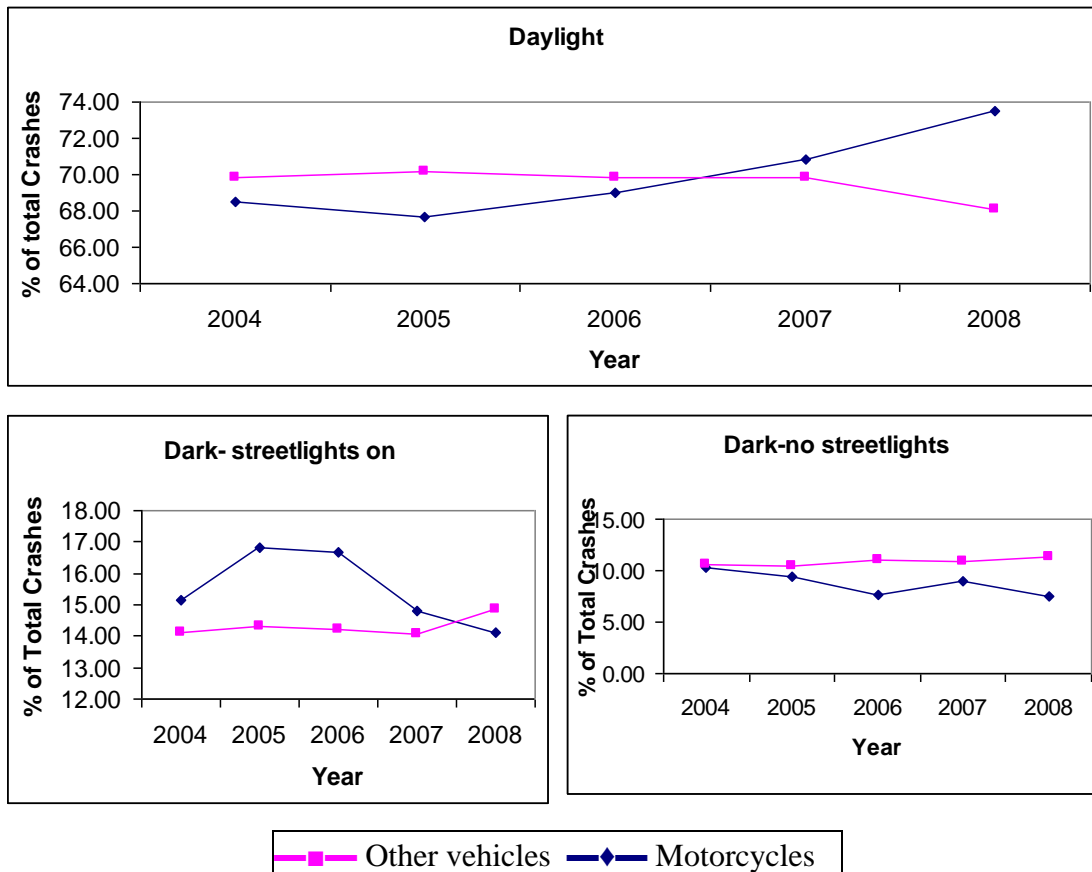 Daylight
% of total Crashes
74.00
72.00
70.00
68.00
66.00
64.00
2004 2005 2006 2007 2008
Year
Dark- streetlights on
% of Total Crashes
18.00
17.00
16.00
15.00
14.00
13.00
12.00
2004 2005 2006 2007 2008
Year
Dark-no streetlights
% of Total Crashes
15.00
10.00
5.00
0.00
2004 2005 2006 2007 2008
Year
Other vehicles Motorcycles